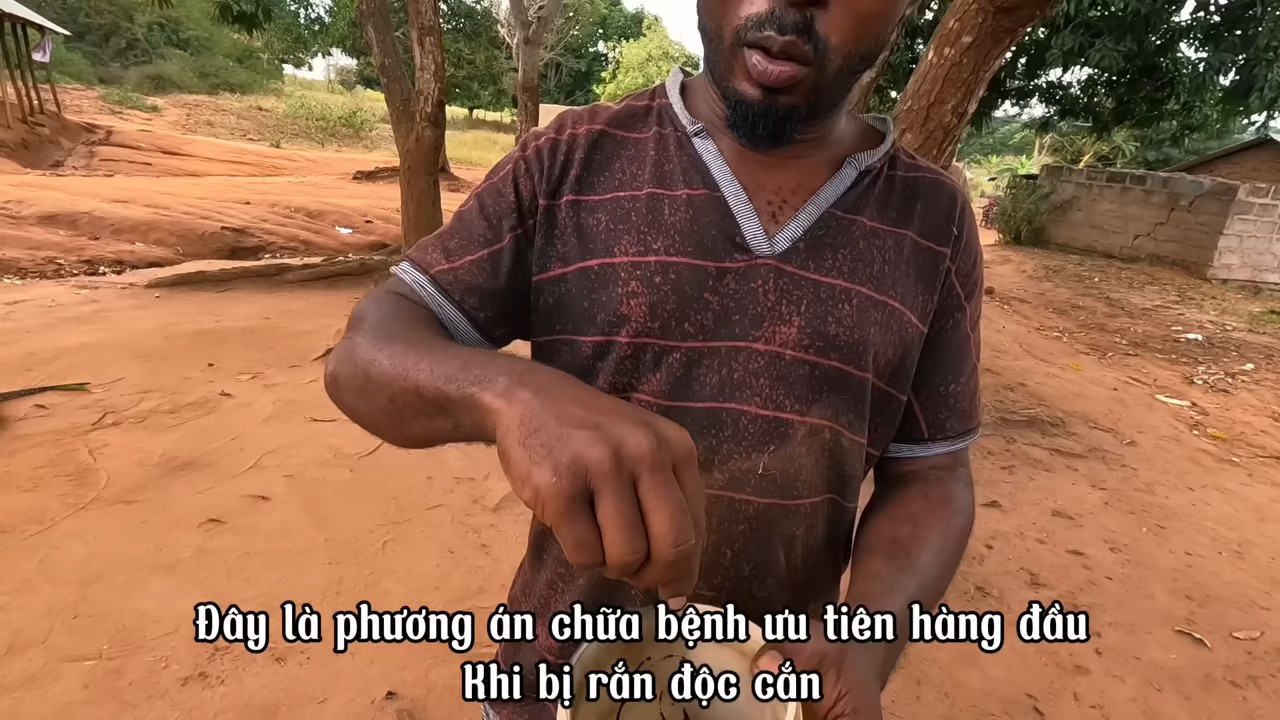 Đây là phương án chữa bệnh ưu tiên hàng đầu
Khi bị rắn độc cắn